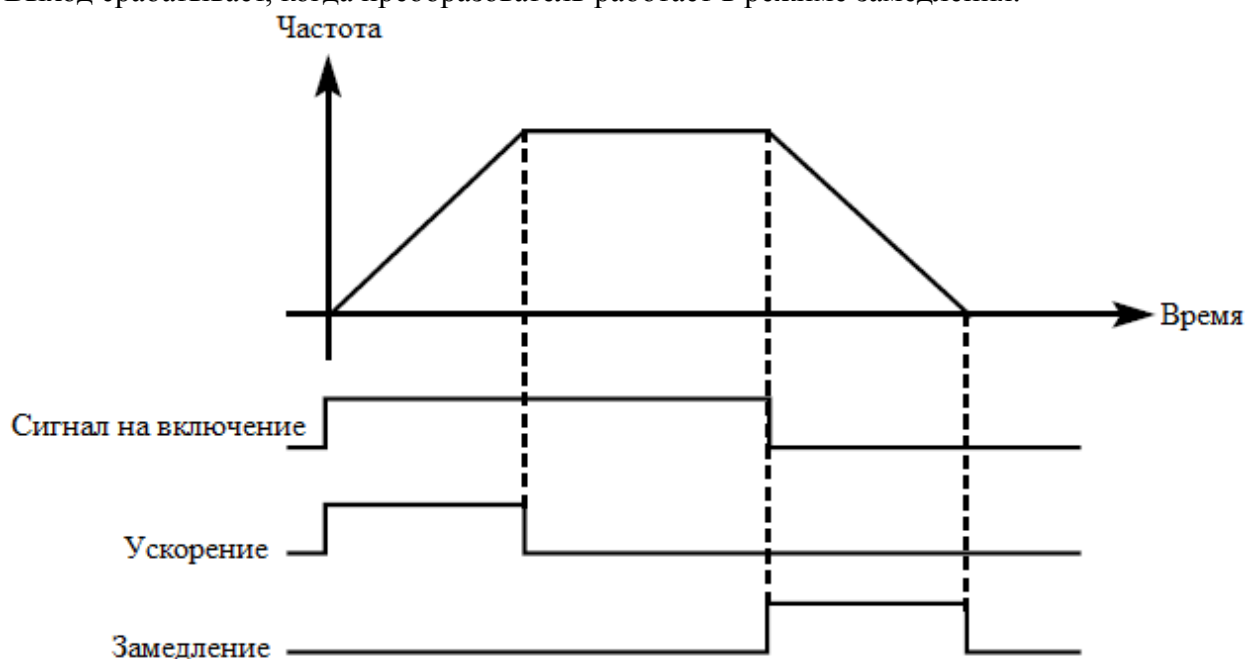 Выход срабатывает, когда преобразователь работает в режиме замедления.
Частота
Время
Сигнал на включение
Ускорение
Замедление